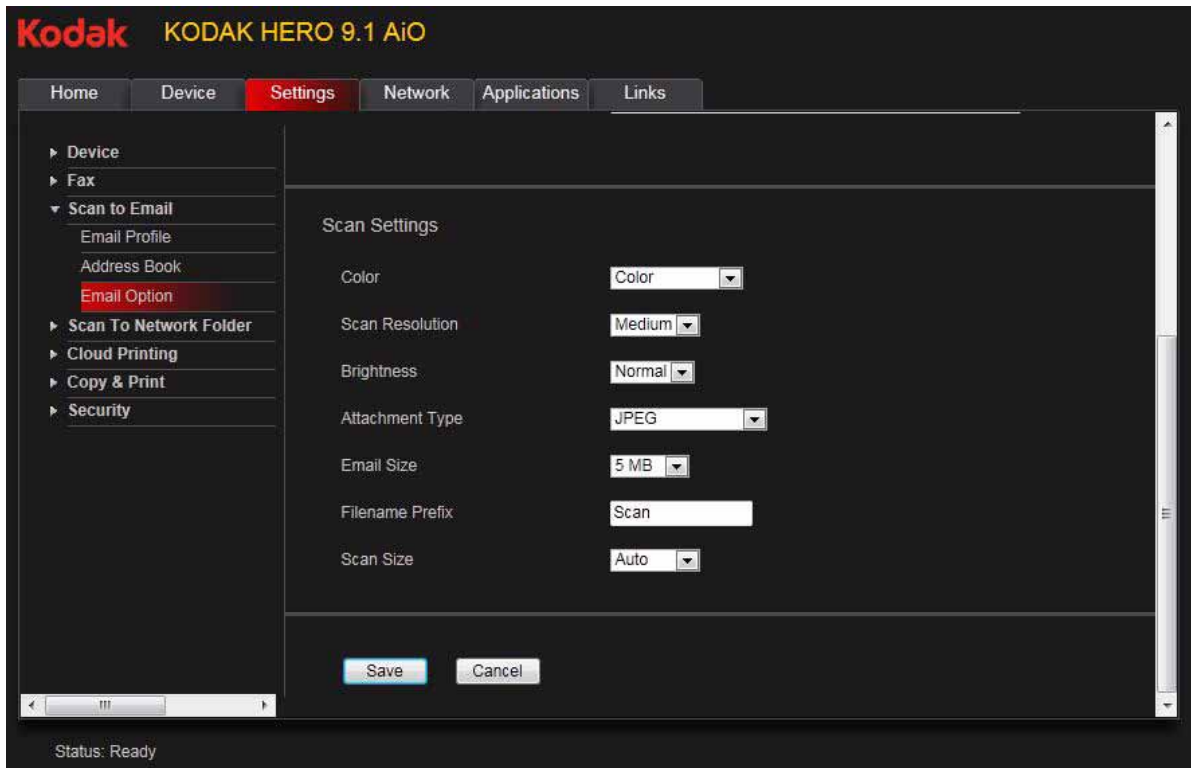 Kodak KODAK HERO 9.1 AiO
Home Device Settings Network Applications Links
Device
Fax
Scan to Email
Email Profile
Address Book
Email Option
Scan To Network Folder
Cloud Printing
Copy & Print
Security
Scan Settings
Color Color
Scan Resolution Medium
Brightness Normal
Attachment Type JPEG
Email Size 5 MB
Filename Prefix Scan
Scan Size Auto
Save Cancel
Status: Ready